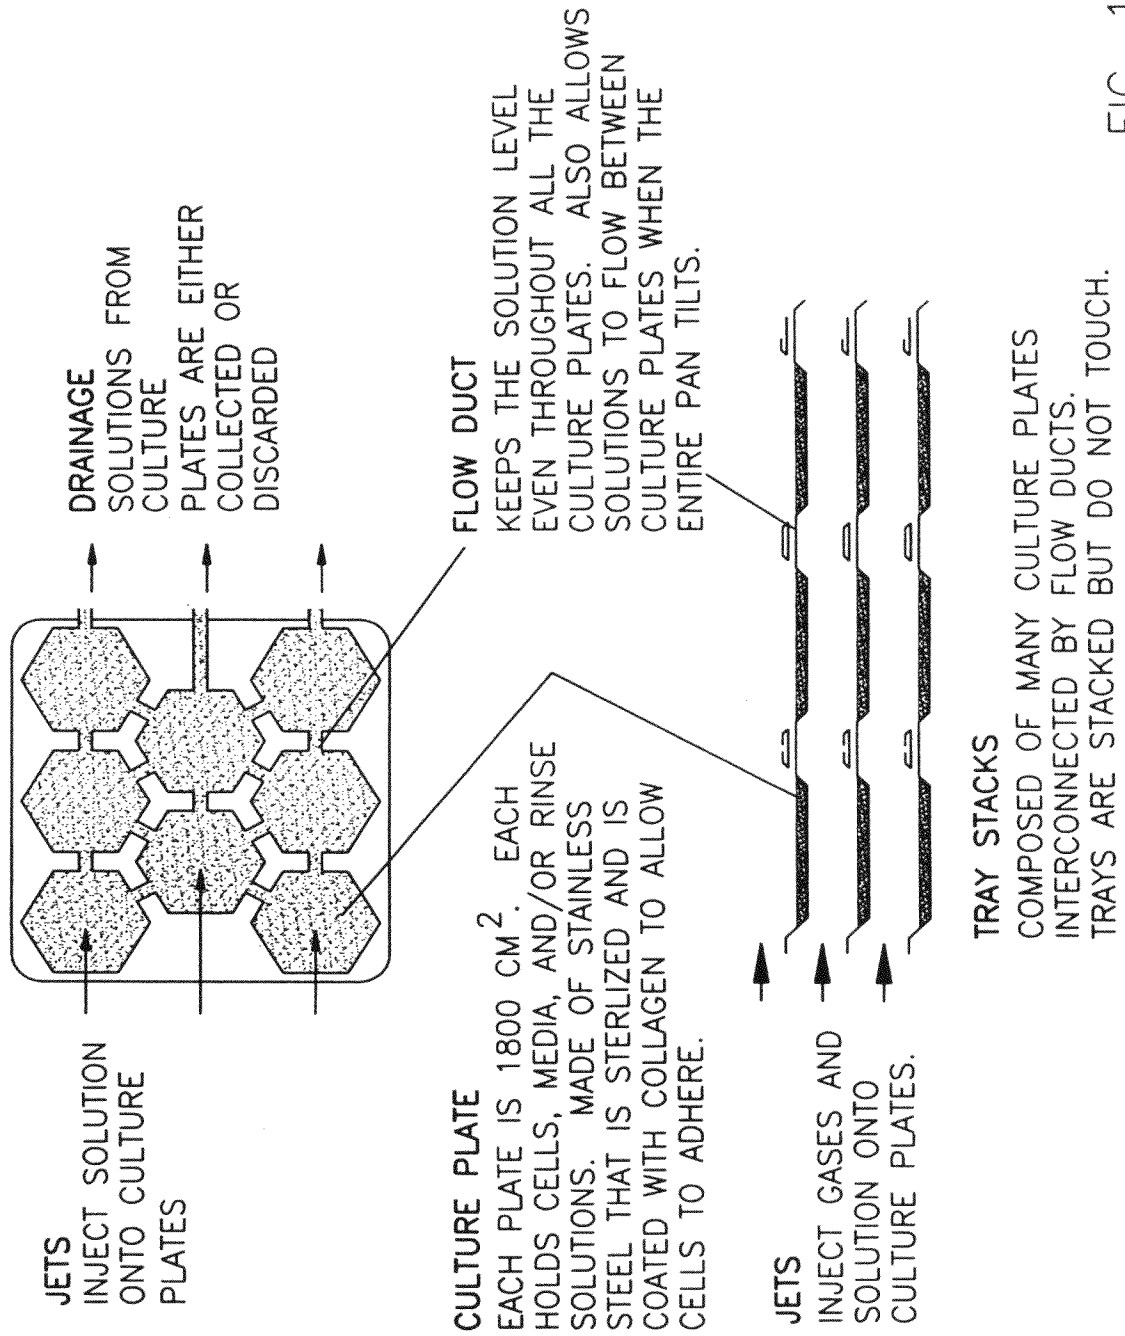 JETS
INJECT SOLUTION
ONTO CULTURE
PLATES
DRAINAGE
SOLUTIONS FROM
CULTURE
PLATES ARE EITHER
COLLECTED OR
DISCARDED
CULTURE PLATE
EACH PLATE IS 1800 CM2. EACH
HOLDS CELLS, MEDIA, AND/OR RINSE
SOLUTIONS. MADE OF STAINLESS
STEEL THAT IS STERLIZED AND IS
COATED WITH COLLAGEN TO ALLOW
CELLS TO ADHERE.
FLOW DUCT
KEEPS THE SOLUTION LEVEL
EVEN THROUGHOUT ALL THE
CULTURE PLATES. ALSO ALLOWS
SOLUTIONS TO FLOW BETWEEN
CULTURE PLATES WHEN THE
ENTIRE PAN TILTS.
JETS
INJECT GASES AND
SOLUTION ONTO
CULTURE PLATES.
TRAY STACKS
COMPOSED OF MANY CULTURE PLATES
INTERCONNECTED BY FLOW DUCTS.
TRAYS ARE STACKED BUT DO NOT TOUCH.
FIG. 1